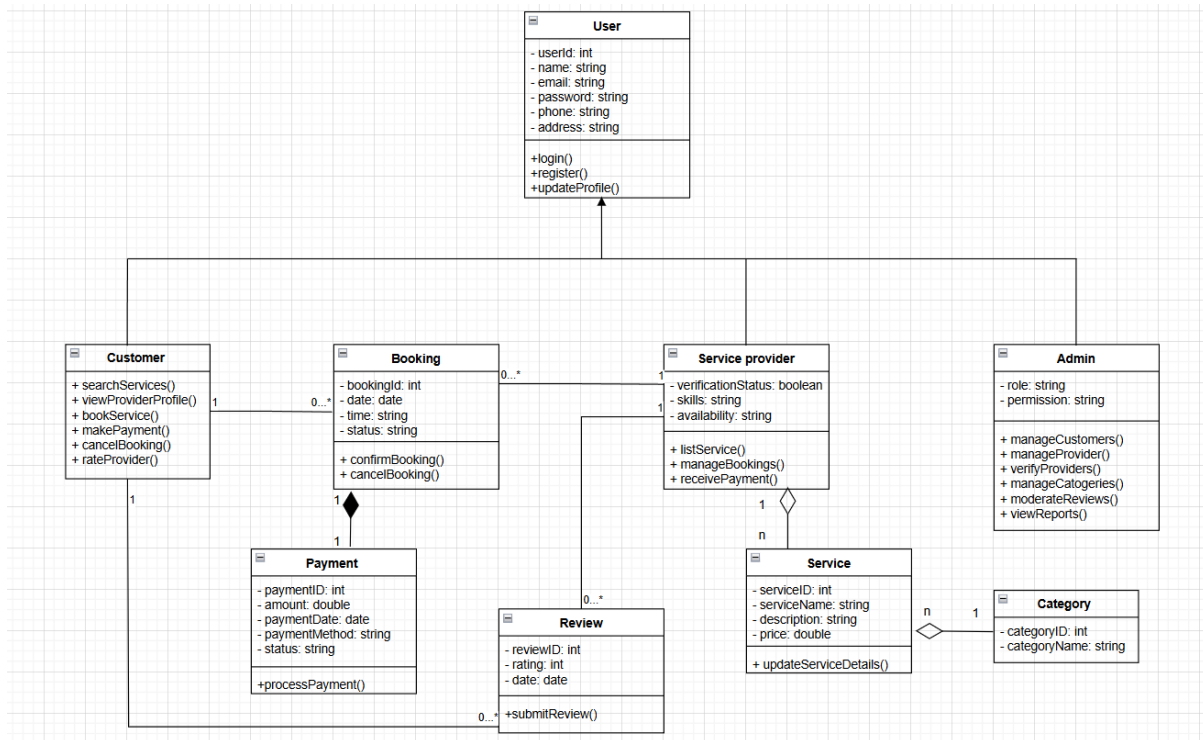 User
- userId: int
- name: string
- email: string
- password: string
- phone: string
- address: string
+login()
+register()
+updateProfile()
Customer
+ searchServices()
+ viewProviderProfile()
+ bookService()
+ makePayment()
+ cancelBooking()
+ rateProvider()
1
0...*
1
Booking
- bookingId: int
- date: date
- time: string
- status: string
+ confirmBooking()
+ cancelBooking()
0...*
1
1
1
1
Service provider
- verificationStatus: boolean
- skills: string
- availability: string
+ listService()
+ manageBookings()
+ receivePayment()
1
n
Admin
- role: string
- permission: string
+ manageCustomers()
+ manageProvider()
+ verifyProviders()
+ manageCatogeries()
+ moderateReviews()
+ viewReports()
Payment
- paymentID: int
- amount: double
- paymentDate: date
- paymentMethod: string
- status: string
+processPayment()
0...*
Review
- reviewID: int
- rating: int
- date: date
+submitReview()
0...*
Service
- serviceID: int
- serviceName: string
- description: string
- price: double
+ updateServiceDetails()
n
1
Category
- categoryID: int
- categoryName: string